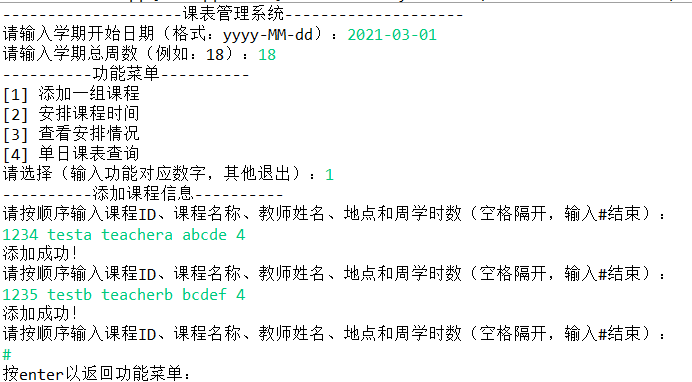 --------------------课表管理系统--------------------
请输入学期开始日期（格式：yyyy-MM-dd）：2021-03-01
请输入学期总周数（例如：18）：18
----------功能菜单----------
[1] 添加一组课程
[2] 安排课程时间
[3] 查看安排情况
[4] 单日课表查询
请选择（输入功能对应数字，其他退出）：1
----------添加课程信息----------
请按顺序输入课程ID、课程名称、教师姓名、地点和周学时数（空格隔开，输入#结束）：
1234 testa teachera abcde 4
添加成功！
请按顺序输入课程ID、课程名称、教师姓名、地点和周学时数（空格隔开，输入#结束）：
1235 testb teacherb bcdef 4
添加成功！
请按顺序输入课程ID、课程名称、教师姓名、地点和周学时数（空格隔开，输入#结束）：
#
按enter以返回功能菜单：